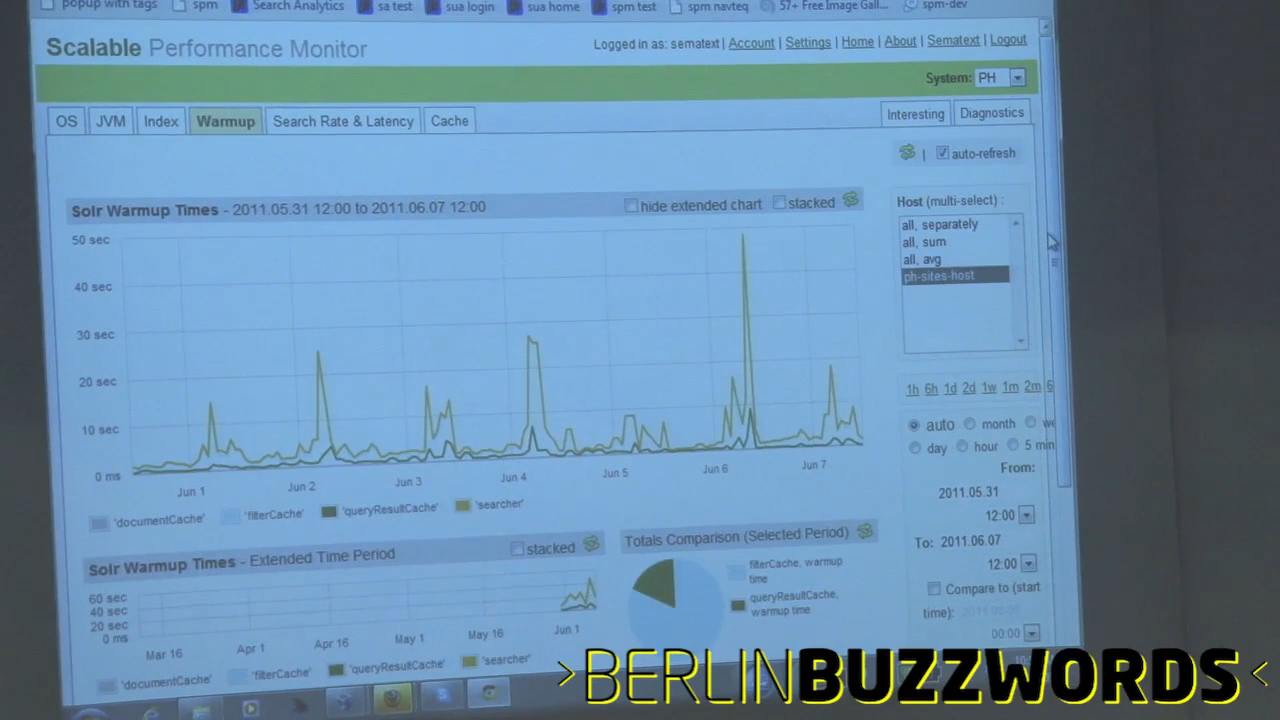 popup with tags spm Search Analytics sa test sua login sua home spm test spm navteq 57+ Free Image Gall... spm-dev
Scalable Performance Monitor
Logged in as: sematext | Account | Settings | Home | About | Sematext | Logout
System: PH
OS JVM Index Warmup Search Rate & Latency Cache Interesting Diagnostics
| auto-refresh
Solr Warmup Times - 2011.05.31 12:00 to 2011.06.07 12:00
hide extended chart stacked
Host (multi-select) :
all, separately
all, sum
all, avg
ph-sites-host
50 sec
40 sec
30 sec
20 sec
10 sec
0 ms
Jun 1 Jun 2 Jun 3 Jun 4 Jun 5 Jun 6 Jun 7
'documentCache' 'filterCache' 'queryResultCache' 'searcher'
1h 6h 1d 2d 1w 1m 2m 6
auto month we
day hour 5 min
From:
2011.05.31
12:00
To: 2011.06.07
12:00
Compare to (start
time):
00:00
Solr Warmup Times - Extended Time Period
stacked
60 sec
40 sec
20 sec
0 ms
Mar 16 Apr 1 Apr 16 May 1 May 16 Jun 1
'documentCache' 'filterCache' 'queryResultCache' 'searcher'
Totals Comparison (Selected Period)
filterCache, warmup
time
queryResultCache,
warmup time
>BERLINBUZZWORDS<